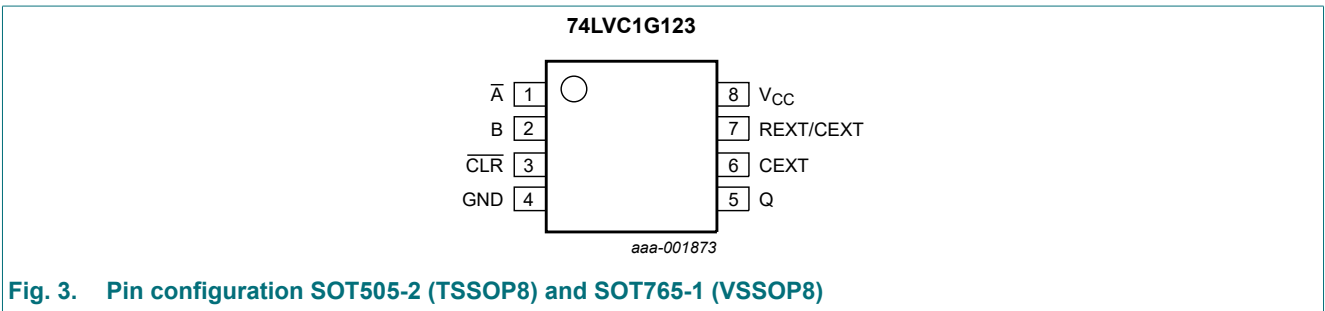 74LVC1G123
A̅ 1 8 VCC
B 2 7 REXT/CEXT
C̅L̅R̅ 3 6 CEXT
GND 4 5 Q
aaa-001873
Fig. 3. Pin configuration SOT505-2 (TSSOP8) and SOT765-1 (VSSOP8)